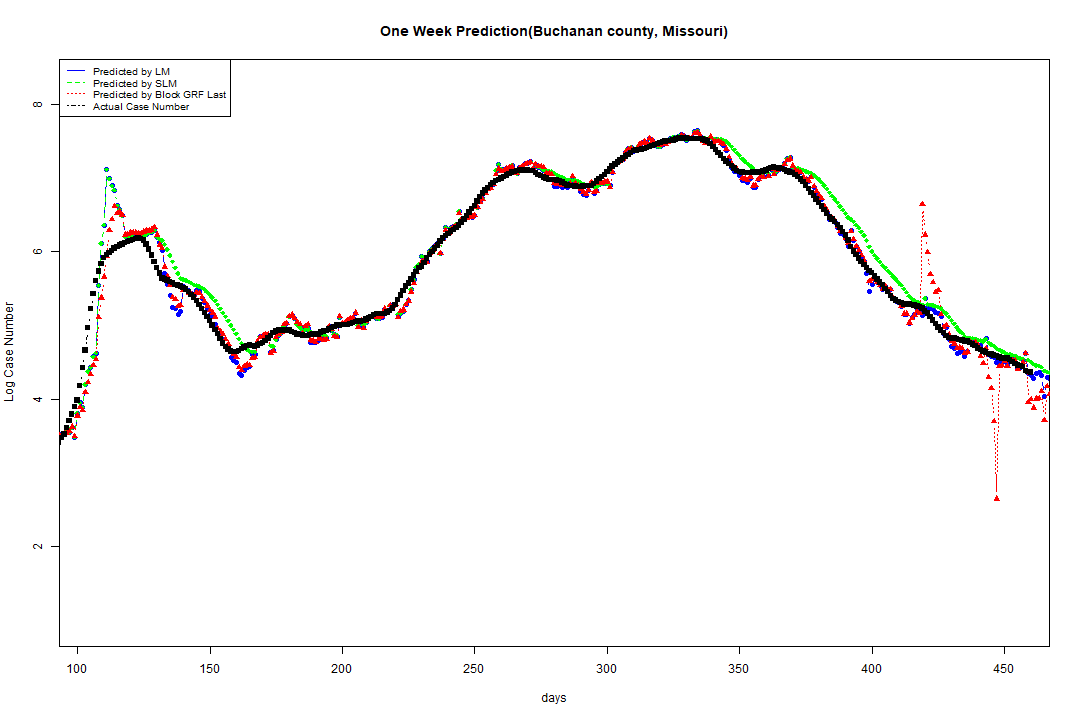 One Week Prediction(Buchanan county, Missouri)
Predicted by LM
Predicted by SLM
Predicted by Block GRF Last
Actual Case Number
8
6
4
2
Log Case Number
100 150 200 250 300 350 400 450
days